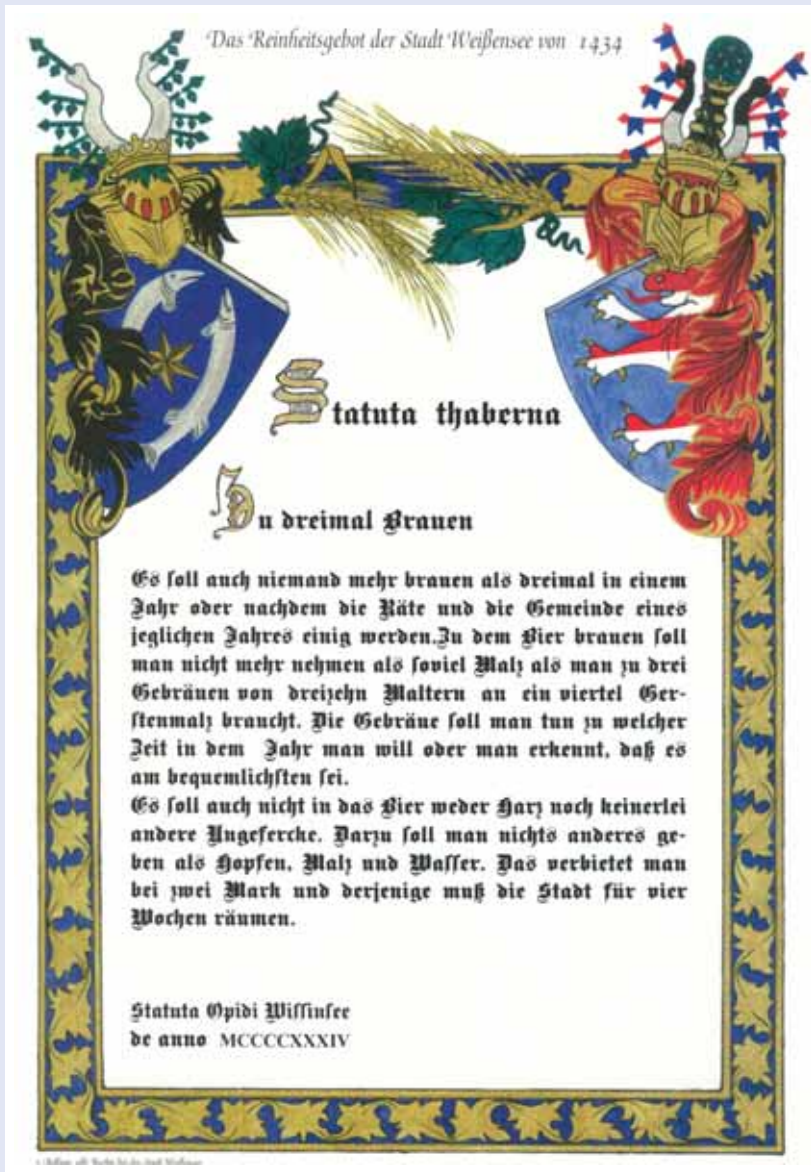 Das Reinheitsgebot der Stadt Weißensee von 1434
Statuta thaberna
Zu dreimal Brauen
Es soll auch niemand mehr brauen als dreimal in einem
Jahr oder nachdem die Räte und die Gemeinde eines
jeglichen Jahres einig werden.Zu dem Bier brauen soll
man nicht mehr nehmen als soviel Malz als man zu drei
Gebräuen von dreizehn Maltern an ein viertel Ger-
stenmalz braucht. Die Gebräue soll man tun zu welcher
Zeit in dem Jahr man will oder man erkennt, daß es
am bequemlichsten sei.
Es soll auch nicht in das Bier weder Harz noch keinerlei
andere Ungefercke. Darzu soll man nichts anderes ge-
ben als Hopfen, Malz und Wasser. Das verbietet man
bei zwei Mark und derjenige muß die Stadt für vier
Wochen räumen.
Statuta Opidi Wissinsee
de anno MCCCCXXXIV